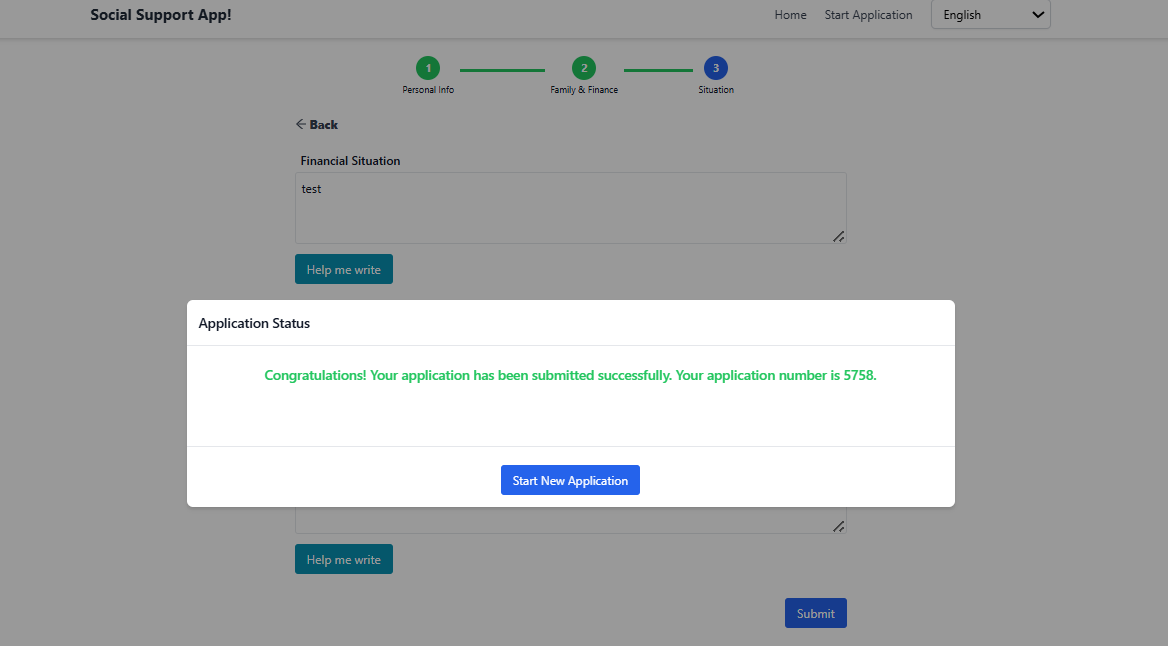 Social Support App!
Home
Start Application
English
1
2
3
Personal Info
Family & Finance
Situation
Back
Financial Situation
test
Help me write
Application Status
Congratulations! Your application has been submitted successfully. Your application number is 5758.
Start New Application
Help me write
Submit